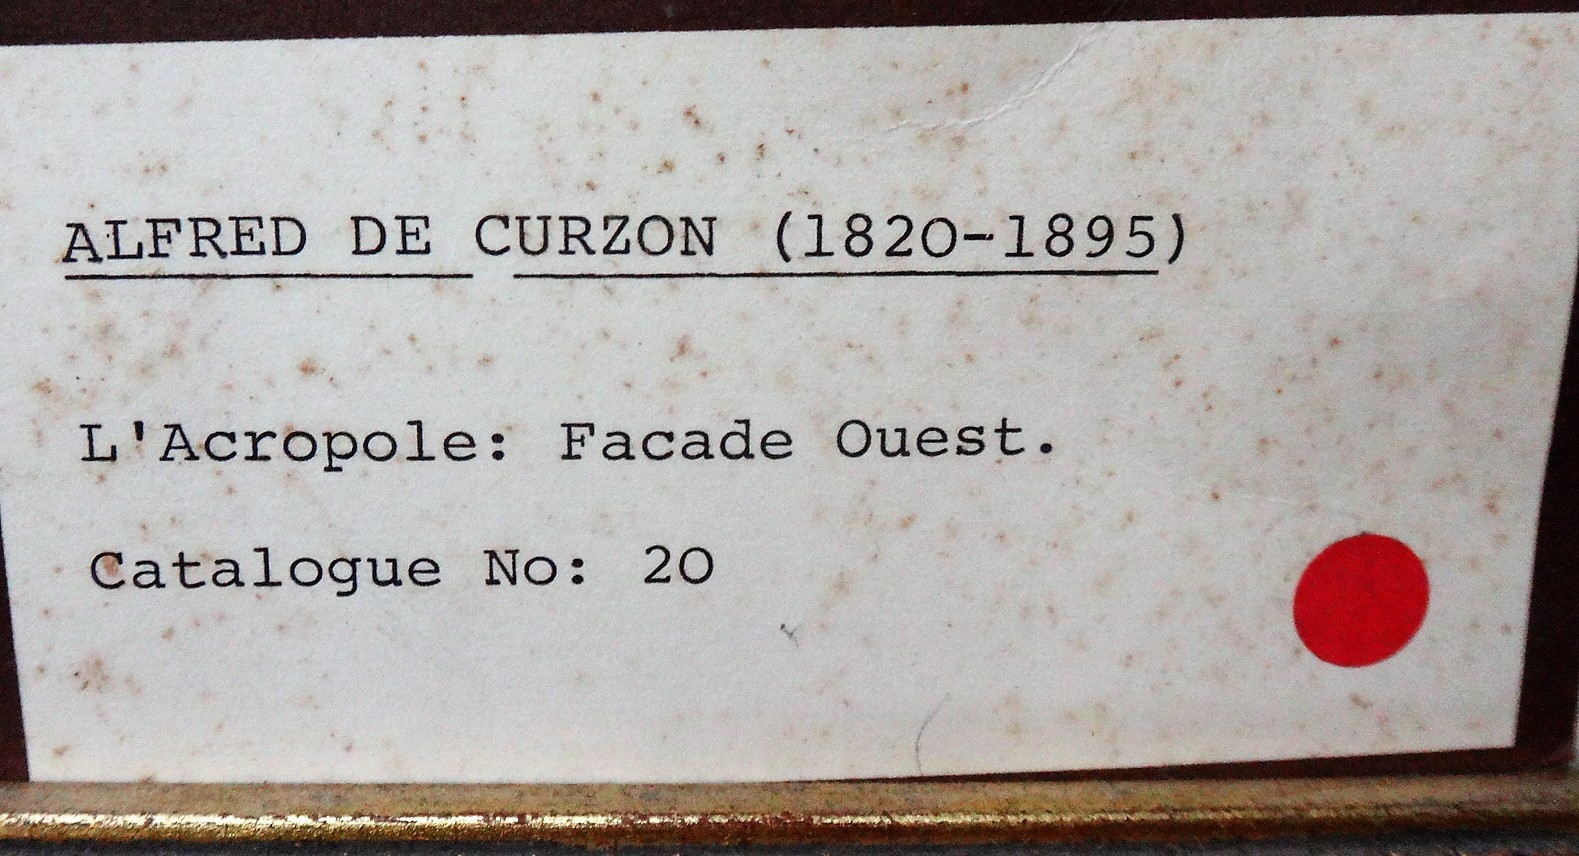 ALFRED DE CURZON (1820-1895)
L'Acropole: Facade Ouest.
Catalogue No: 20